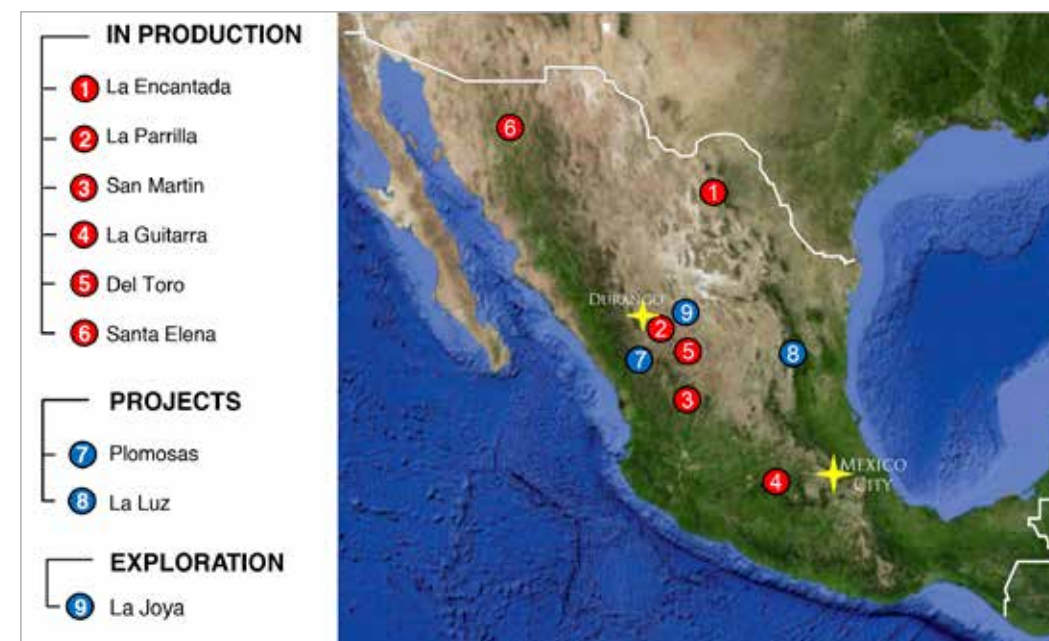 IN PRODUCTION
1 La Encantada
2 La Parrilla
3 San Martin
4 La Guitarra
5 Del Toro
6 Santa Elena
PROJECTS
7 Plomosas
8 La Luz
EXPLORATION
9 La Joya
6
1
DURANGO
9
2
5
7
8
3
MEXICO
CITY
4